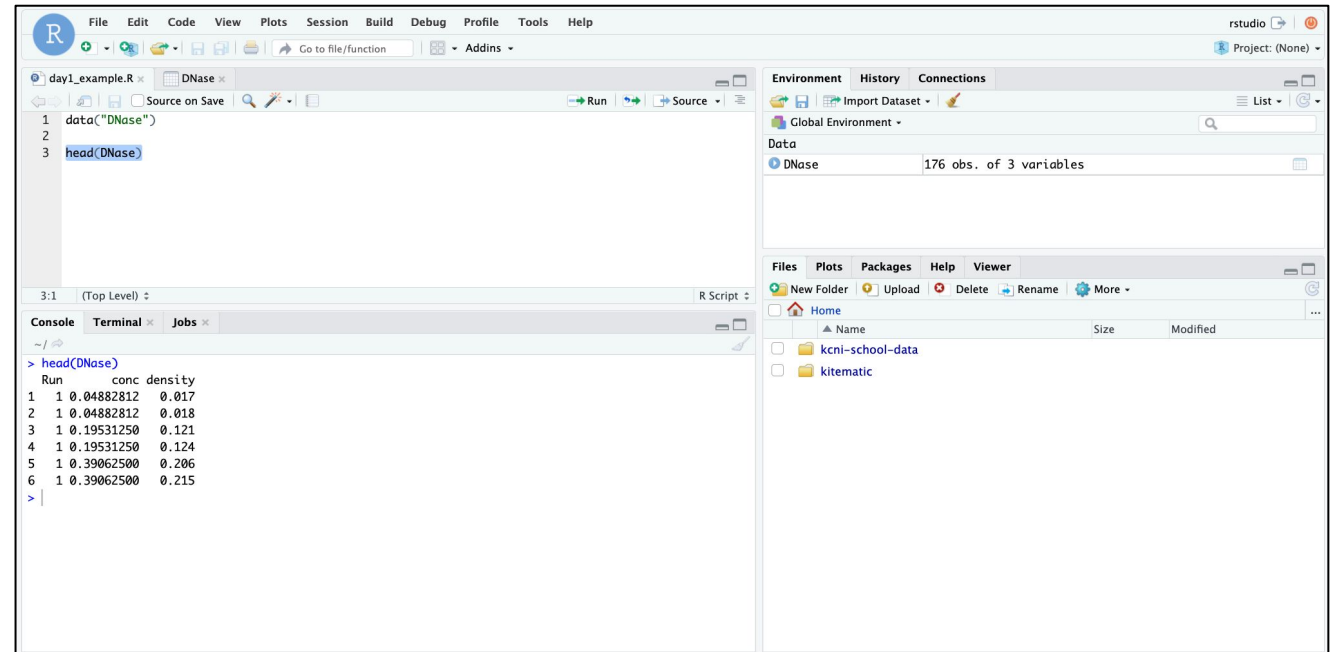 R
File Edit Code View Plots Session Build Debug Profile Tools Help
rstudio
Go to file/function Addins
Project: (None)
day1_example.R DNase
Source on Save Run Source
1 data("DNase")
2
3 head(DNase)
3:1 (Top Level) R Script
Console Terminal Jobs
~/
> head(DNase)
Run conc density
1 1 0.04882812 0.017
2 1 0.04882812 0.018
3 1 0.19531250 0.121
4 1 0.19531250 0.124
5 1 0.39062500 0.206
6 1 0.39062500 0.215
>
Environment History Connections
Import Dataset List
Global Environment
Data
DNase 176 obs. of 3 variables
Files Plots Packages Help Viewer
New Folder Upload Delete Rename More
Home ...
Name Size Modified
kcni-school-data
kitematic